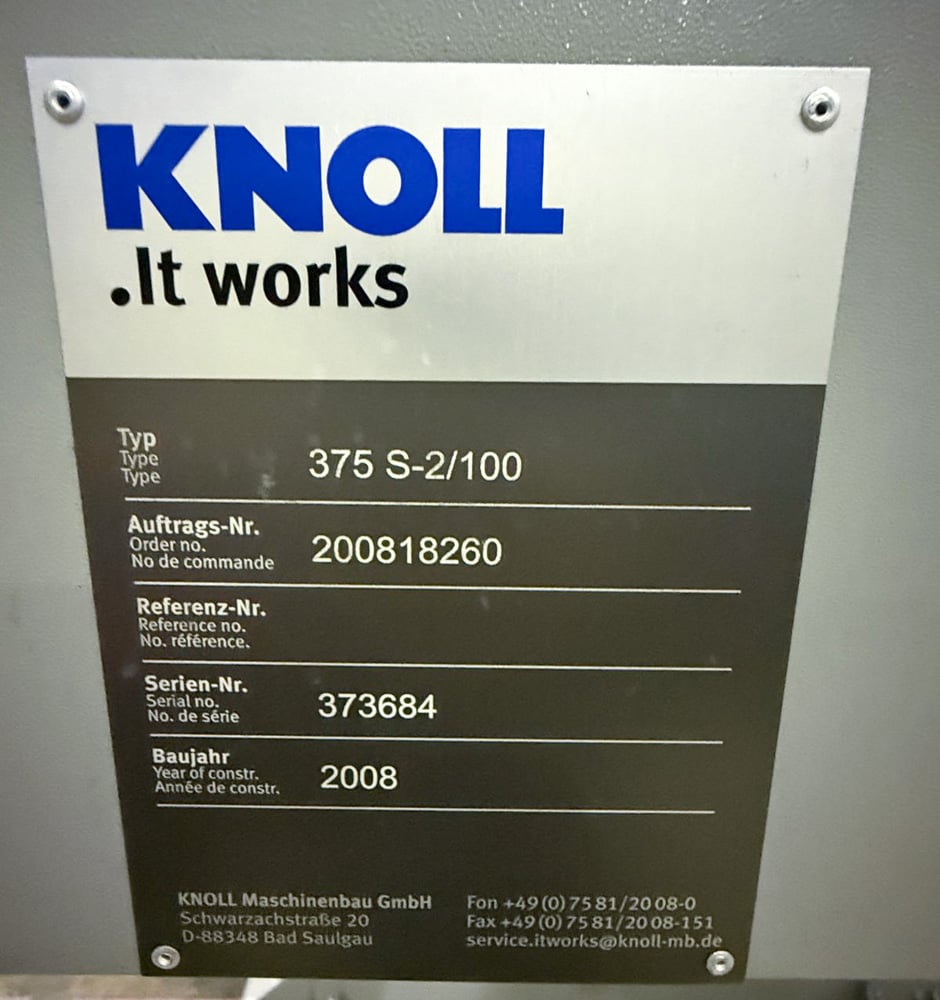 KNOLL
.It works
Typ
Type
Type
375 S-2/100
Auftrags-Nr.
Order no.
No de commande
200818260
Referenz-Nr.
Reference no.
No. référence.
Serien-Nr.
Serial no.
No. de série
373684
Baujahr
Year of constr.
Année de constr.
2008
KNOLL Maschinenbau GmbH
Schwarzachstraße 20
D-88348 Bad Saulgau
Fon +49 (0) 75 81/20 08-0
Fax +49 (0) 75 81/20 08-151
service.itworks@knoll-mb.de